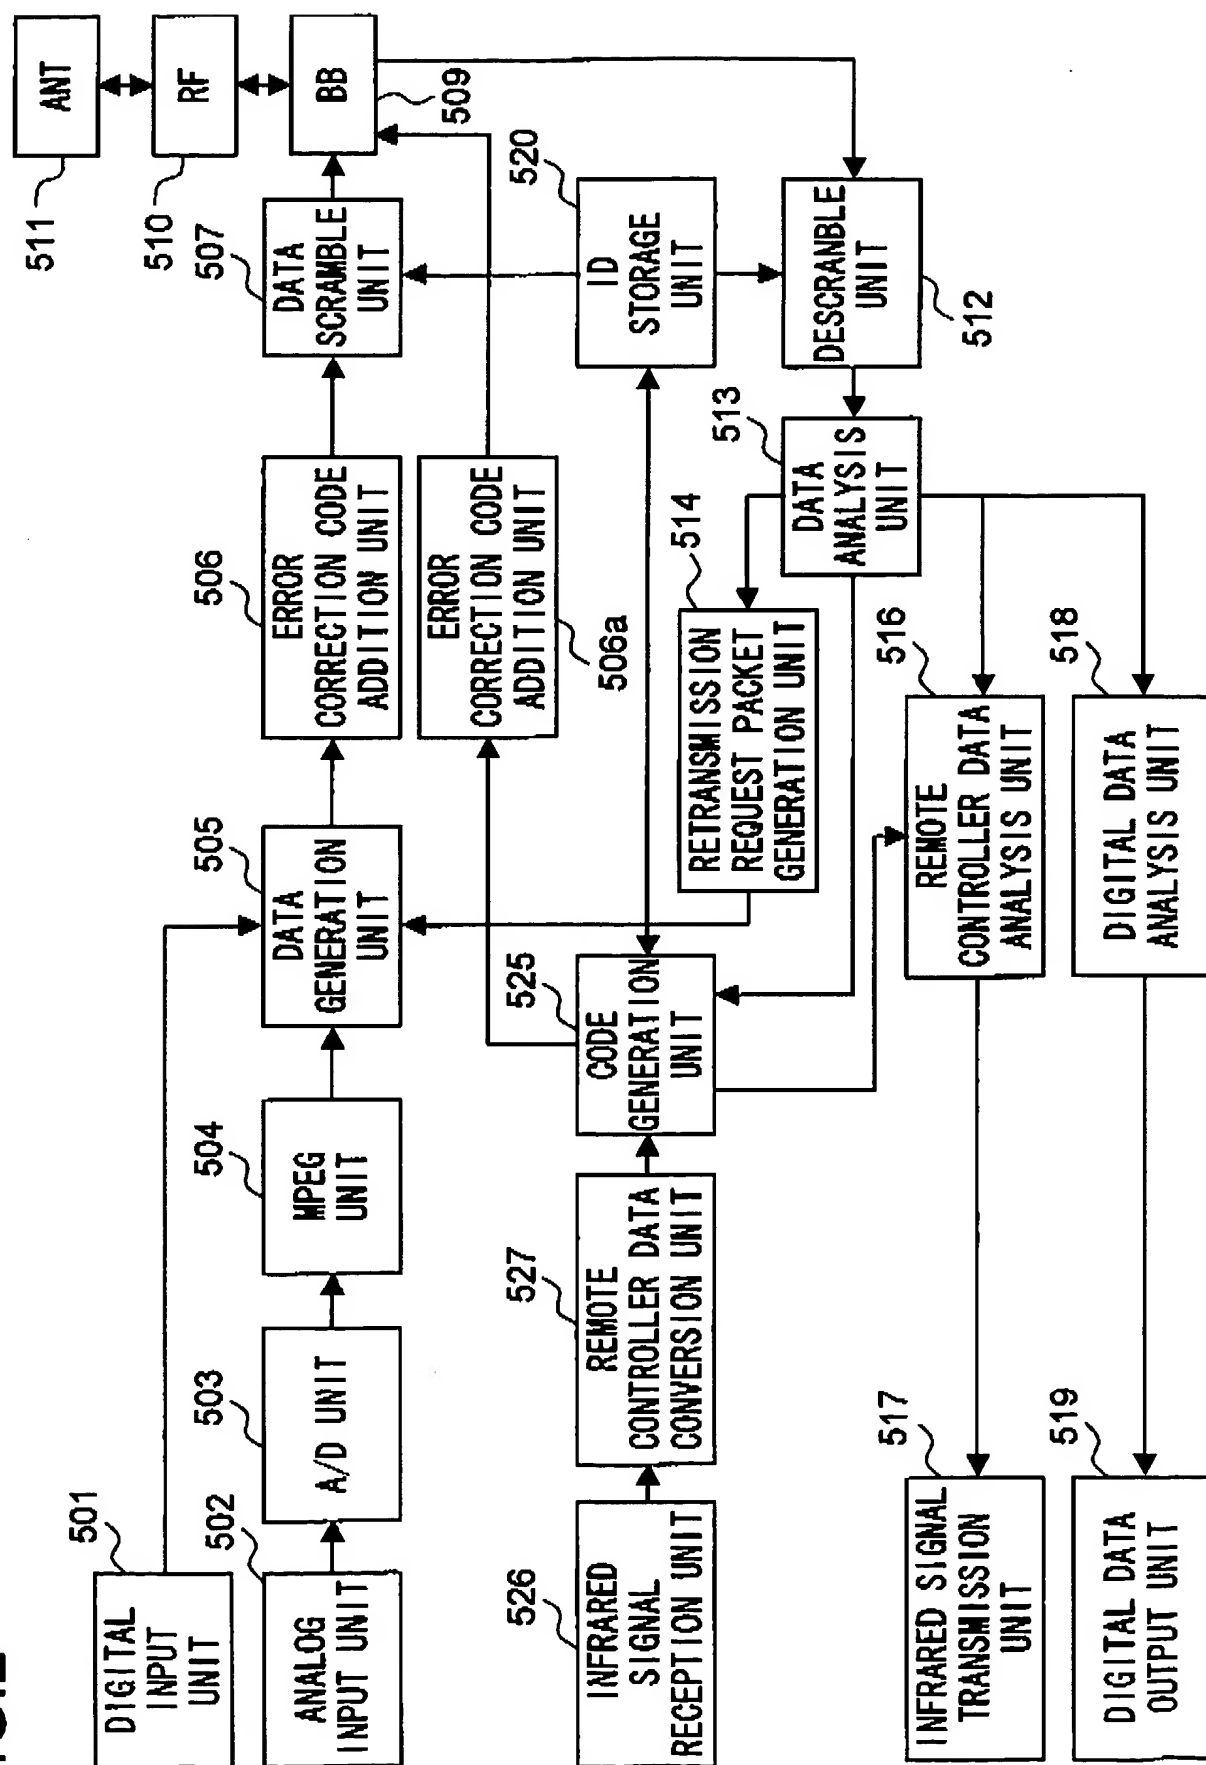 501
DIGITAL
INPUT
UNIT
502
ANALOG
INPUT UNIT
503
A/D UNIT
504
MPEG
UNIT
505
DATA
GENERATION
UNIT
506
ERROR
CORRECTION CODE
ADDITION UNIT
507
DATA
SCRAMBLE
UNIT
511
ANT
510
RF
BB
509
ERROR
CORRECTION CODE
ADDITION UNIT
506a
526
INFRARED
SIGNAL
RECEPTION UNIT
527
REMOTE
CONTROLLER DATA
CONVERSION UNIT
525
CODE
GENERATION
UNIT
520
ID
STORAGE
UNIT
514
RETRANSMISSION
REQUEST PACKET
GENERATION UNIT
513
DATA
ANALYSIS
UNIT
DESCRANBLE
UNIT
512
517
INFRARED SIGNAL
TRANSMISSION
UNIT
516
REMOTE
CONTROLLER DATA
ANALYSIS UNIT
519
DIGITAL DATA
OUTPUT UNIT
518
DIGITAL DATA
ANALYSIS UNIT